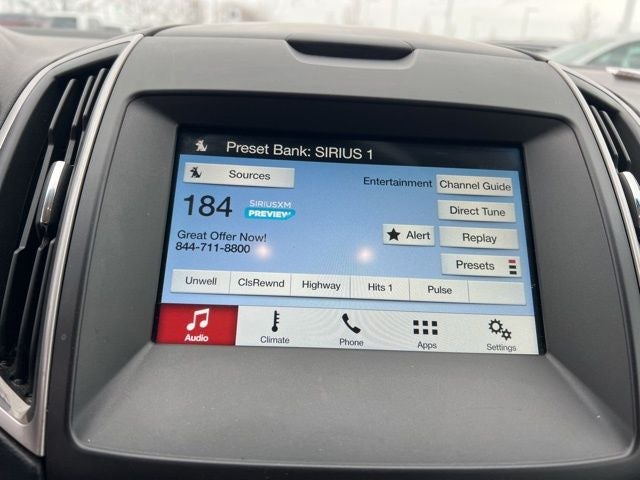 Preset Bank: SIRIUS 1
Sources
Entertainment
Channel Guide
184
SIRIUSXM
PREVIEW
Direct Tune
Great Offer Now!
844-711-8800
Alert
Replay
Presets
Unwell
ClsRewnd
Highway
Hits 1
Pulse
Audio
Climate
Phone
Apps
Settings